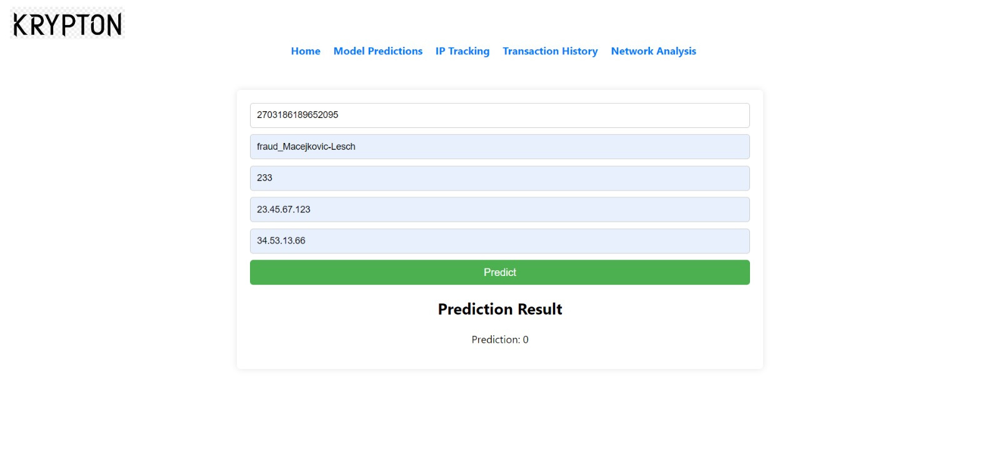 KRYPTON
Home Model Predictions IP Tracking Transaction History Network Analysis
2703186189652095
fraud_Macejkovic-Lesch
233
23.45.67.123
34.53.13.66
Predict
Prediction Result
Prediction: 0